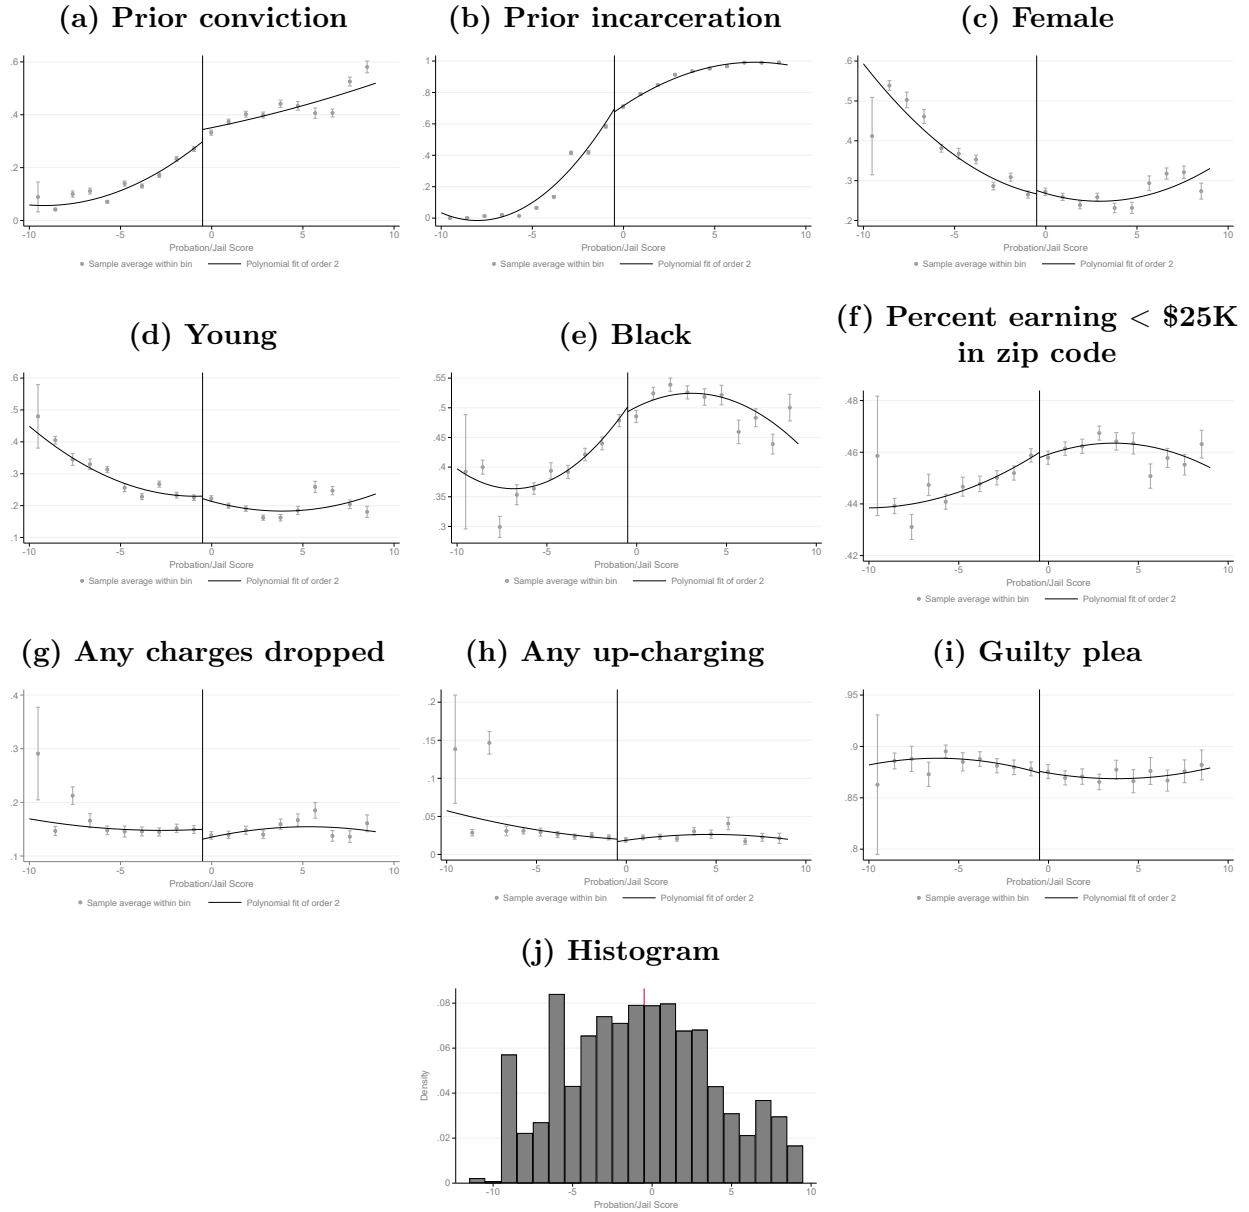 (a) Prior conviction
.6
.4
.2
0
-10 -5 0 5 10
Probation/Jail Score
Sample average within bin Polynomial fit of order 2
(b) Prior incarceration
1
.8
.6
.4
.2
0
-10 -5 0 5 10
Probation/Jail Score
Sample average within bin Polynomial fit of order 2
(c) Female
.6
.5
.4
.3
.2
-10 -5 0 5 10
Probation/Jail Score
Sample average within bin Polynomial fit of order 2
(d) Young
.6
.5
.4
.3
.2
.1
-10 -5 0 5 10
Probation/Jail Score
Sample average within bin Polynomial fit of order 2
(e) Black
.55
.5
.45
.4
.35
.3
-10 -5 0 5 10
Probation/Jail Score
Sample average within bin Polynomial fit of order 2
(f) Percent earning < $25K
in zip code
.48
.46
.44
.42
-10 -5 0 5 10
Probation/Jail Score
Sample average within bin Polynomial fit of order 2
(g) Any charges dropped
.4
.3
.2
.1
-10 -5 0 5 10
Probation/Jail Score
Sample average within bin Polynomial fit of order 2
(h) Any up-charging
.2
.15
.1
.05
0
-10 -5 0 5 10
Probation/Jail Score
Sample average within bin Polynomial fit of order 2
(i) Guilty plea
.95
.9
.85
.8
-10 -5 0 5 10
Probation/Jail Score
Sample average within bin Polynomial fit of order 2
(j) Histogram
Density
.08
.06
.04
.02
0
-10 -5 0 5 10
Probation/Jail Score